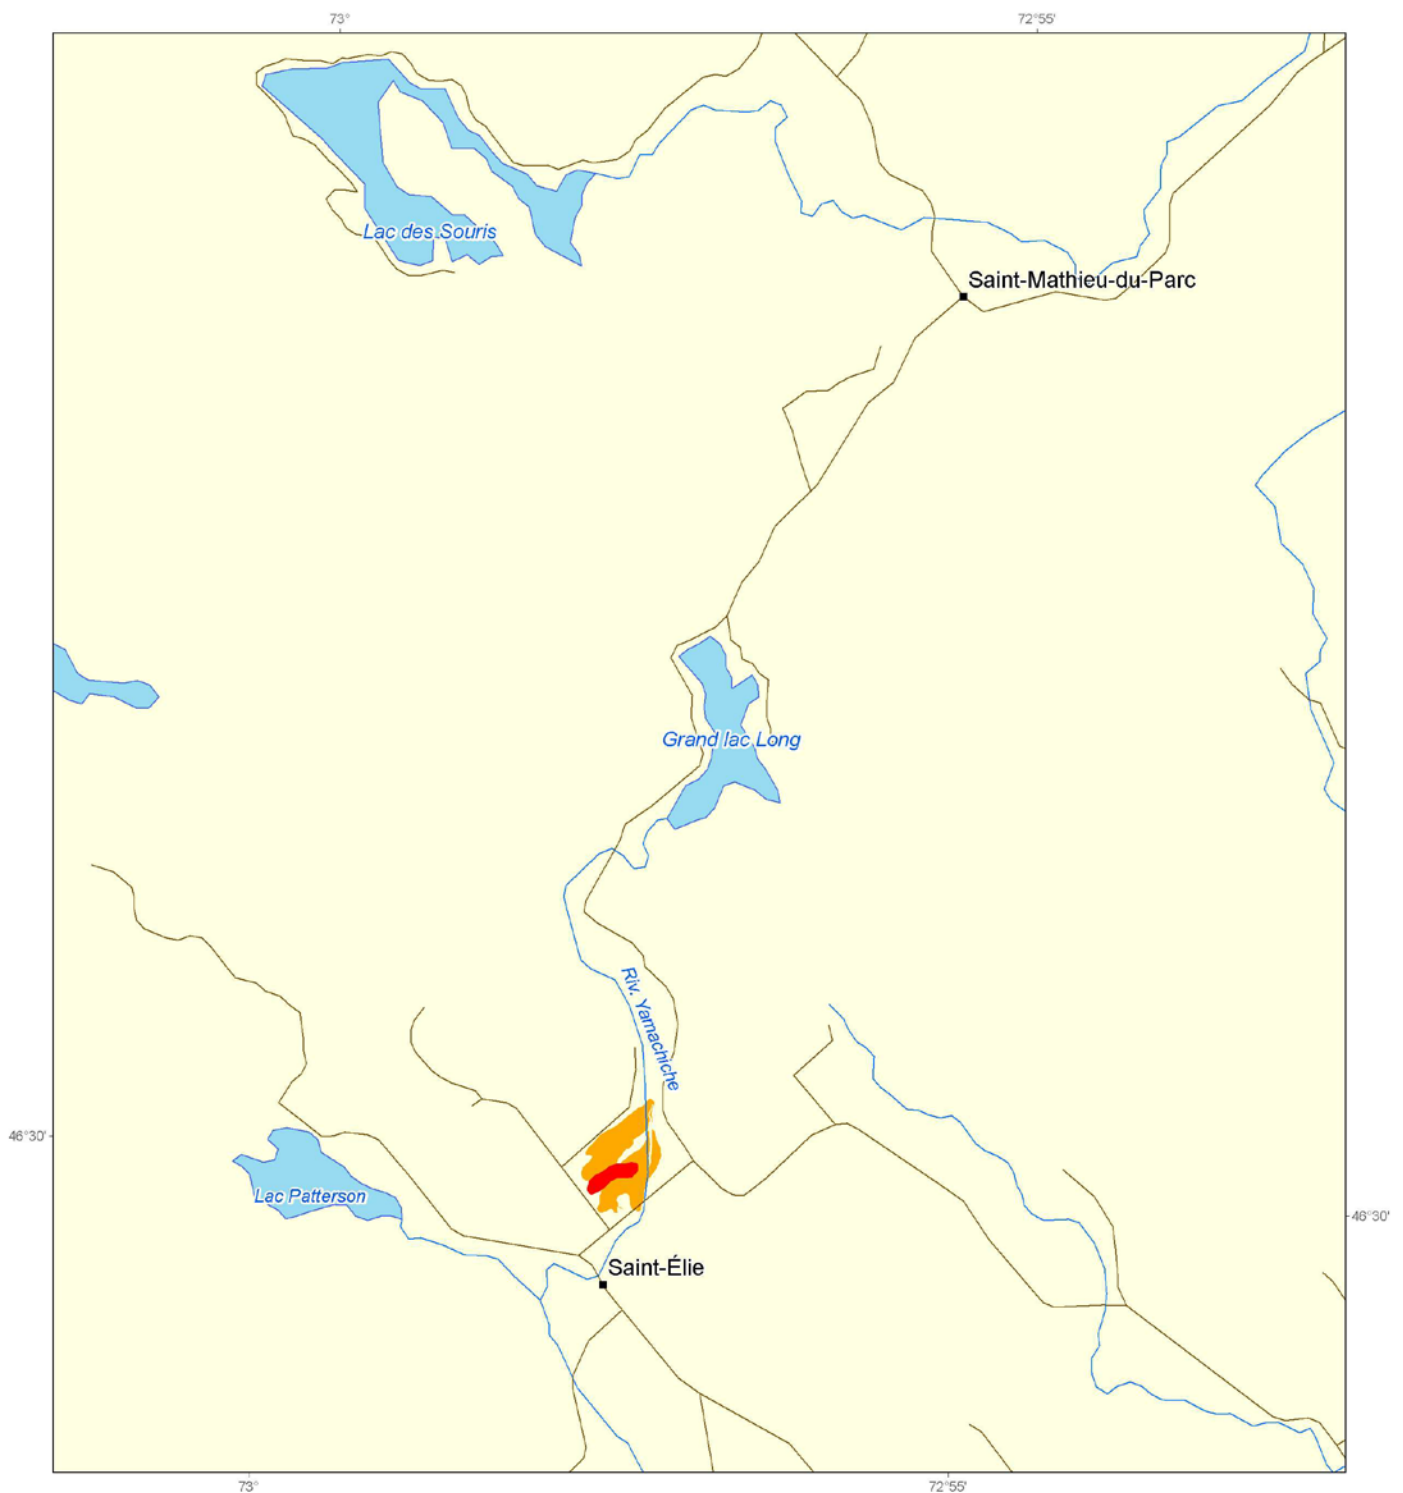 73°
72°55'
Lac des Souris
Saint-Mathieu-du-Parc
Grand lac Long
Riv. Yamachiche
46°30'
Lac Patterson
46°30'
Saint-Élie
73°
72°55'